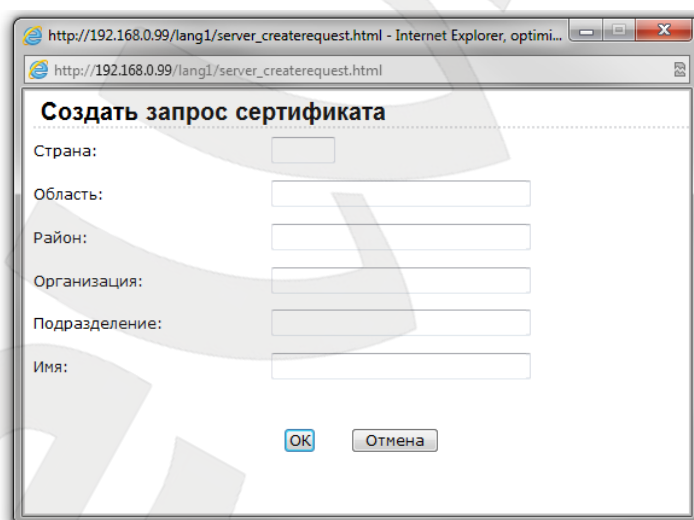 http://192.168.0.99/lang1/server_createrequest.html - Internet Explorer, optimi...
http://192.168.0.99/lang1/server_createrequest.html
Создать запрос сертификата
Страна:
Область:
Район:
Организация:
Подразделение:
Имя:
OK Отмена